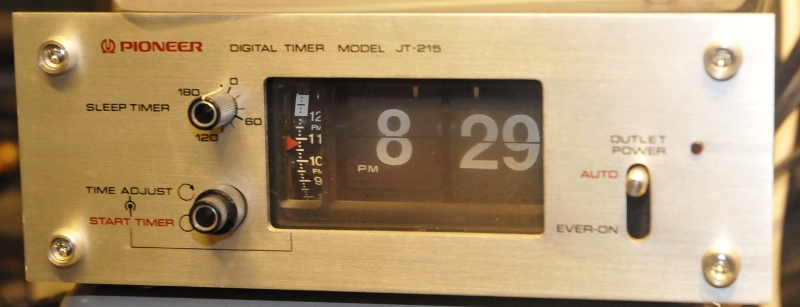 PIONEER DIGITAL TIMER MODEL JT-215
SLEEP TIMER
0
60
120
180
12
PM
11
10
9
PM 8 29
OUTLET
POWER
AUTO
EVER-ON
TIME ADJUST
START TIMER